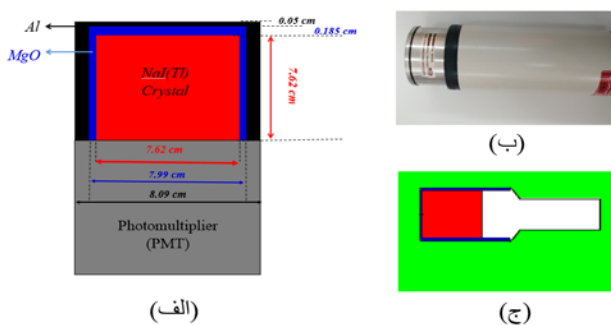 Al
MgO
NaI(Tl)
Crystal
0.05 cm
0.185 cm
7.62 cm
7.62 cm
7.99 cm
8.09 cm
Photomultiplier
(PMT)
(الف)
(ب)
(ج)